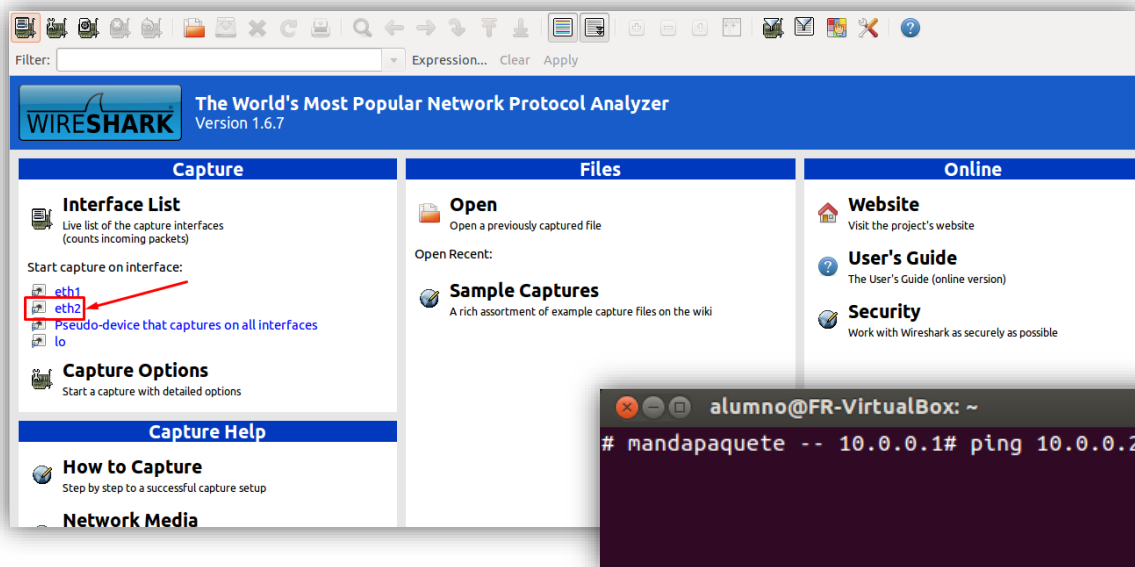 Filter:
Expression... Clear Apply
WIRESHARK
The World's Most Popular Network Protocol Analyzer
Version 1.6.7
Capture
Interface List
Live list of the capture interfaces
(counts incoming packets)
Start capture on interface:
eth1
eth2
Pseudo-device that captures on all interfaces
lo
Capture Options
Start a capture with detailed options
Capture Help
How to Capture
Step by step to a successful capture setup
Network Media
Files
Open
Open a previously captured file
Open Recent:
Sample Captures
A rich assortment of example capture files on the wiki
Online
Website
Visit the project's website
User's Guide
The User's Guide (online version)
Security
Work with Wireshark as securely as possible
alumno@FR-VirtualBox: ~
# mandapaquete -- 10.0.0.1# ping 10.0.0.2